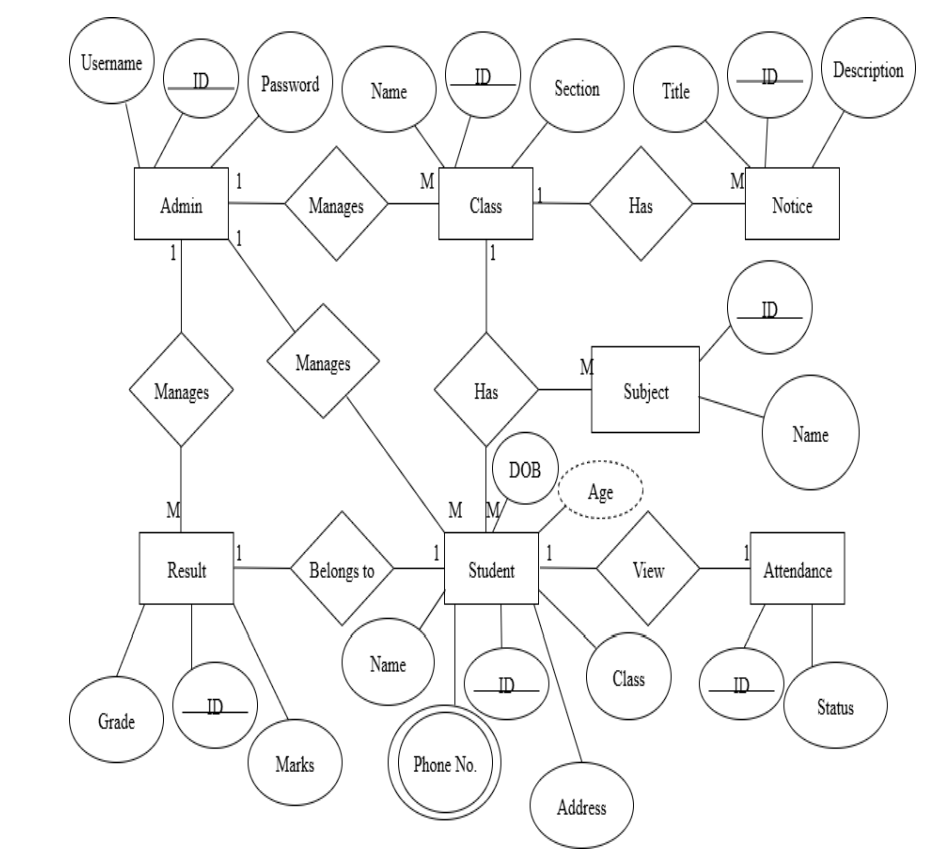 Username
ID
Password
Name
ID
Section
Title
ID
Description
Admin
1
Manages
M
Class
1
Has
M
Notice
1
1
1
ID
Manages
Manages
Has
M
Subject
Name
DOB
Age
M
M
M
Result
1
Belongs to
1
Student
1
View
1
Attendance
Name
ID
Class
ID
Status
Grade
ID
Marks
Phone No.
Address